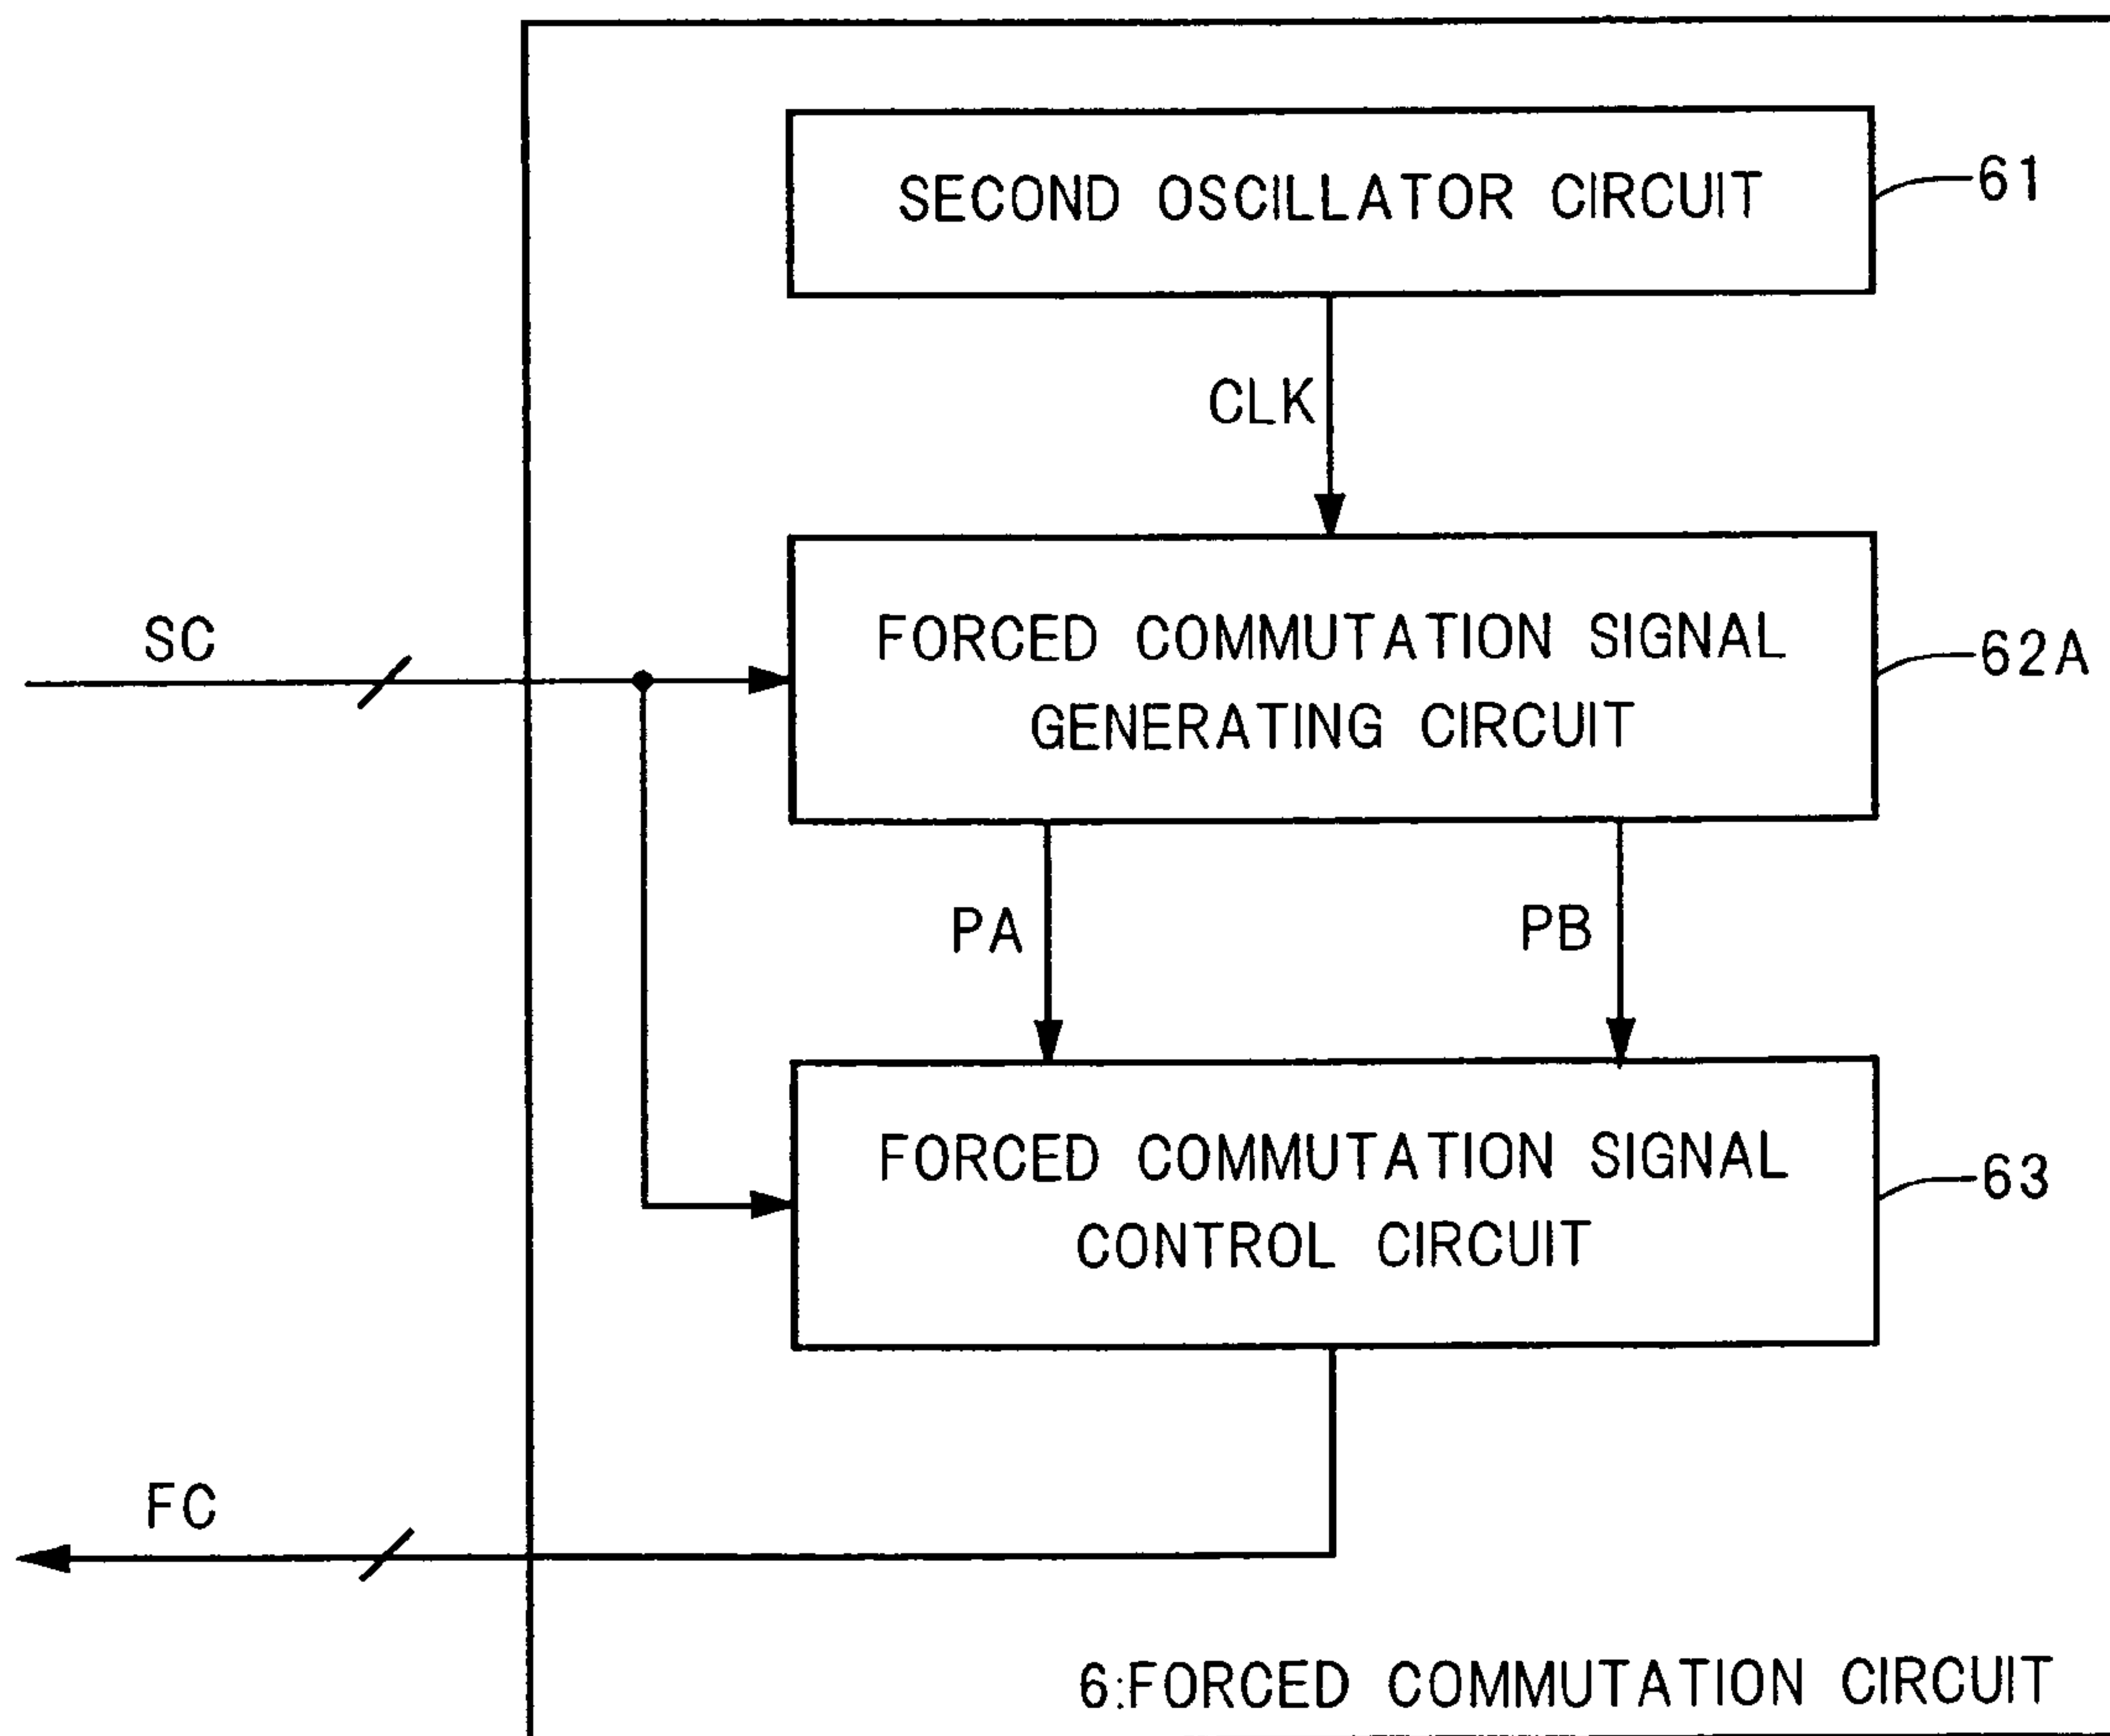 SECOND OSCILLATOR CIRCUIT
61
CLK
SC
FORCED COMMUTATION SIGNAL
GENERATING CIRCUIT
62A
PA
PB
FORCED COMMUTATION SIGNAL
CONTROL CIRCUIT
63
FC
6:FORCED COMMUTATION CIRCUIT